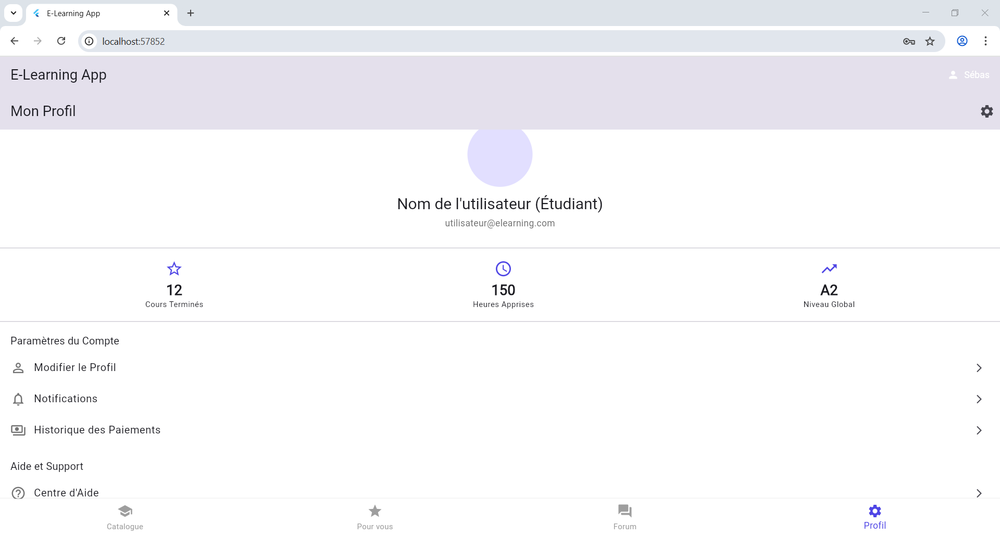 E-Learning App
localhost:57852
E-Learning App
Sébas
Mon Profil
Nom de l'utilisateur (Étudiant)
utilisateur@elearning.com
12
Cours Terminés
150
Heures Apprises
A2
Niveau Global
Paramètres du Compte
Modifier le Profil
Notifications
Historique des Paiements
Aide et Support
Centre d'Aide
Catalogue
Pour vous
Forum
Profil